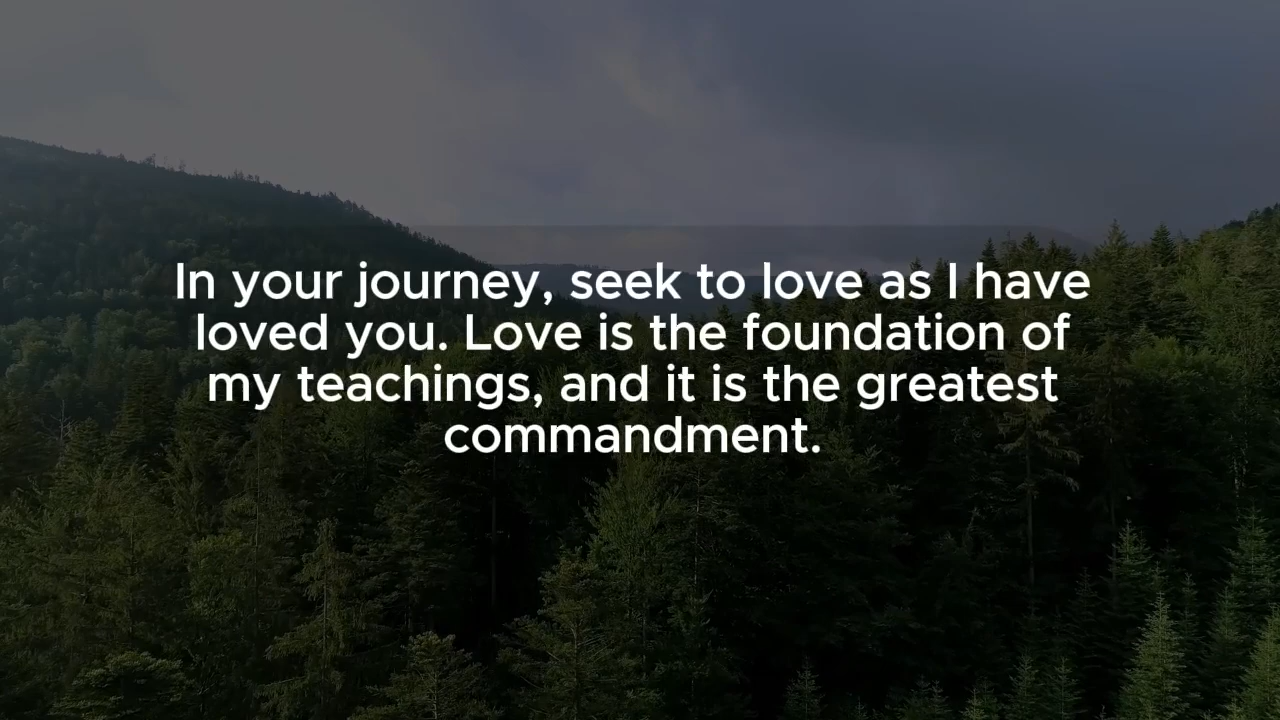 In your journey, seek to love as I have
loved you. Love is the foundation of
my teachings, and it is the greatest
commandment.